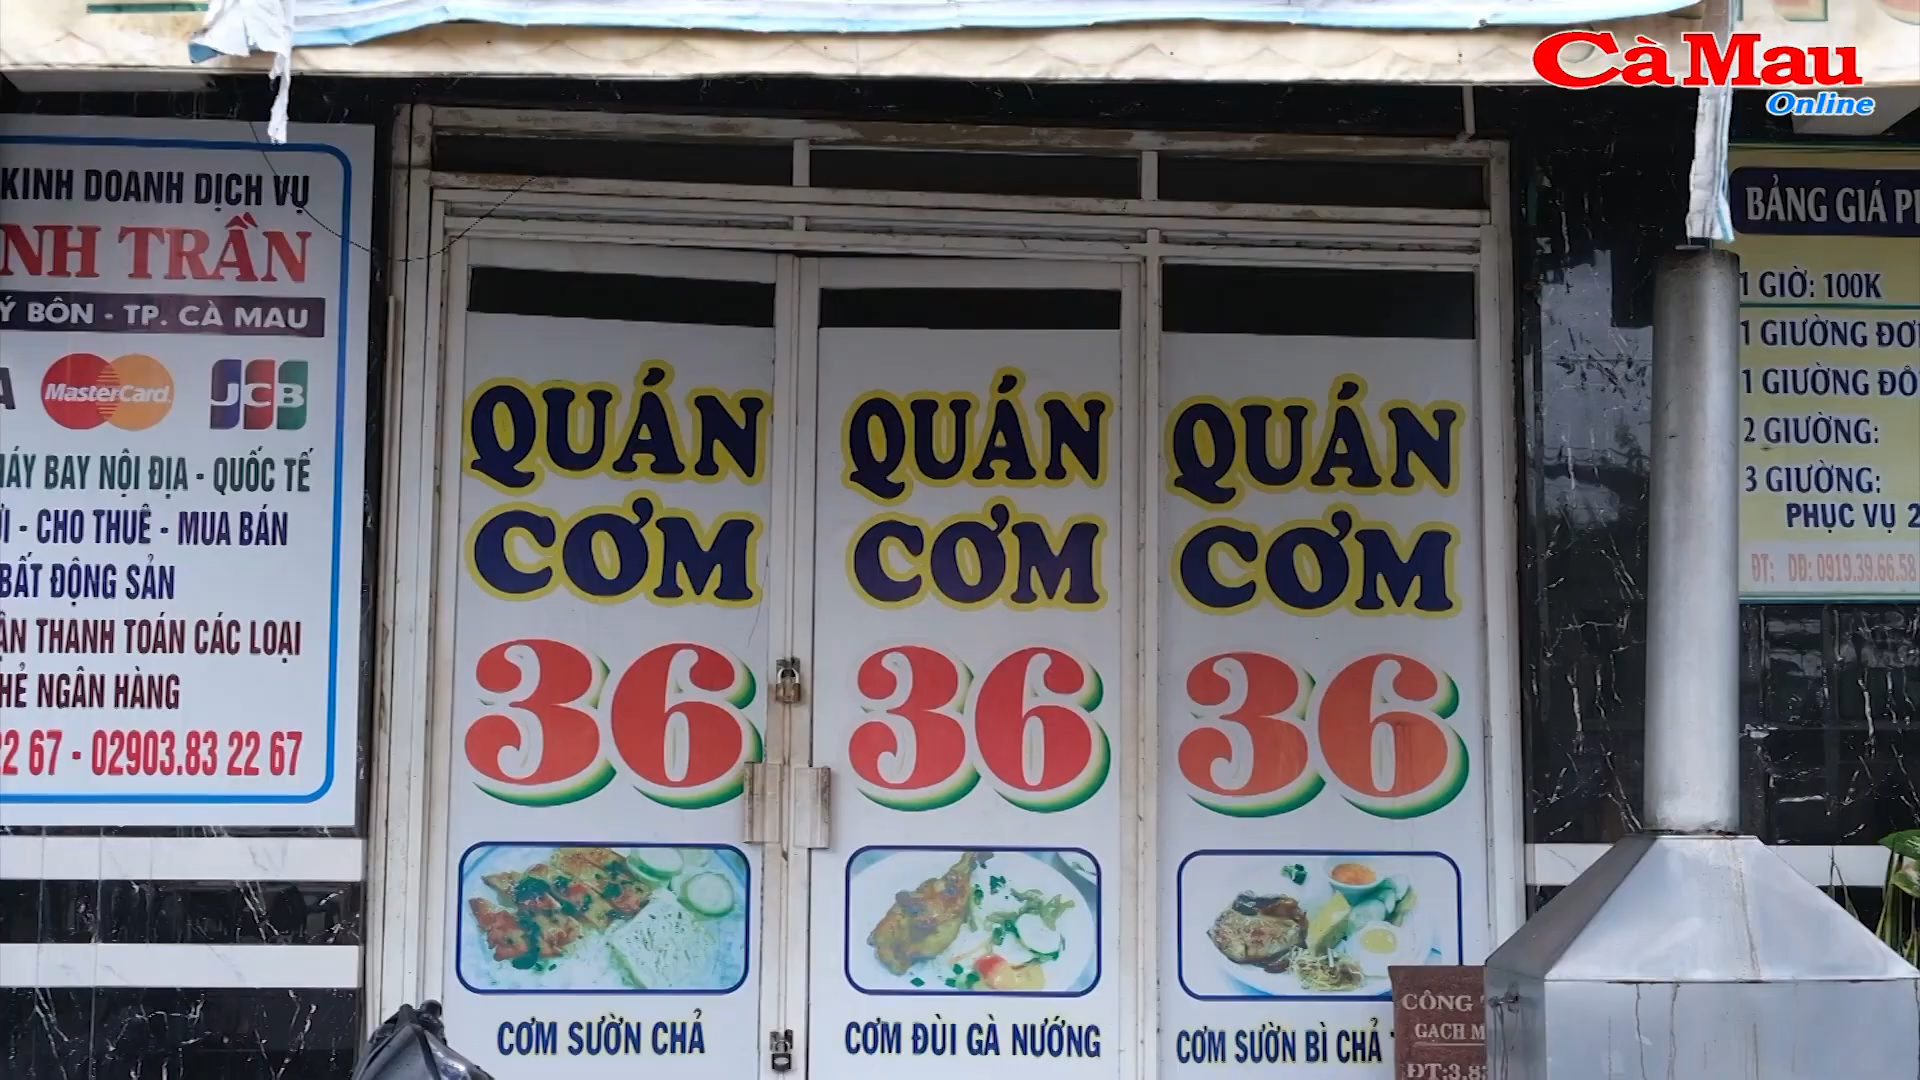 Cà Mau
Online
KINH DOANH DỊCH VỤ
NH TRẦN
Ý BÔN - TP. CÀ MAU
MasterCard JCB
ÁY BAY NỘI ĐỊA - QUỐC TẾ
- CHO THUÊ - MUA BÁN
BẤT ĐỘNG SẢN
THANH TOÁN CÁC LOẠI
HẺ NGÂN HÀNG
22 67 - 02903.83 22 67
QUÁN
CƠM
36
CƠM SƯỜN CHẢ
QUÁN
CƠM
36
CƠM ĐÙI GÀ NƯỚNG
QUÁN
CƠM
36
CƠM SƯỜN BÌ CHẢ
BẢNG GIÁ
1 GIỜ: 100K
1 GIƯỜNG
1 GIƯỜNG
2 GIƯỜNG:
3 GIƯỜNG:
PHỤC VỤ 2
ĐT: DĐ: 0919.39.66.58
CÔNG
GẠCH
ĐT:3.8